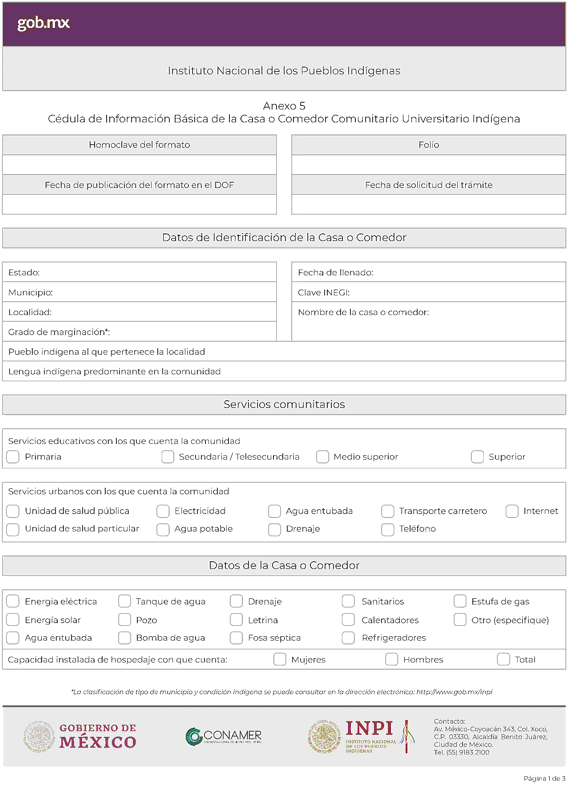 gob.mx
Instituto Nacional de los Pueblos Indígenas
Anexo 5
Cédula de Información Básica de la Casa o Comedor Comunitario Universitario Indígena
Homoclave del formato
Folio
Fecha de publicación del formato en el DOF
Fecha de solicitud del trámite
Datos de Identificación de la Casa o Comedor
Estado:
Fecha de llenado:
Municipio:
Clave INEGI:
Localidad:
Nombre de la casa o comedor:
Grado de marginación*:
Pueblo indígena al que pertenece la localidad
Lengua indígena predominante en la comunidad
Servicios comunitarios
Servicios educativos con los que cuenta la comunidad
Primaria Secundaria / Telesecundaria Medio superior Superior
Servicios urbanos con los que cuenta la comunidad
Unidad de salud pública Electricidad Agua entubada Transporte carretero Internet
Unidad de salud particular Agua potable Drenaje Teléfono
Datos de la Casa o Comedor
Energía eléctrica Tanque de agua Drenaje Sanitarios Estufa de gas
Energía solar Pozo Letrina Calentadores Otro (especifique)
Agua entubada Bomba de agua Fosa séptica Refrigeradores
Capacidad instalada de hospedaje con que cuenta: Mujeres Hombres Total
*La clasificación de tipo de municipio y condición indígena se puede consultar en la dirección electrónica: http://www.gob.mx/inpi
GOBIERNO DE
MÉXICO
CONAMER
INPI
INSTITUTO NACIONAL
DE LOS PUEBLOS
INDÍGENAS
Contacto:
Av. México-Coyoacán 343, Col. Xoco,
C.P. 03330, Alcaldía Benito Juárez,
Ciudad de México.
Tel. (55) 9183 2100
Página 1 de 3